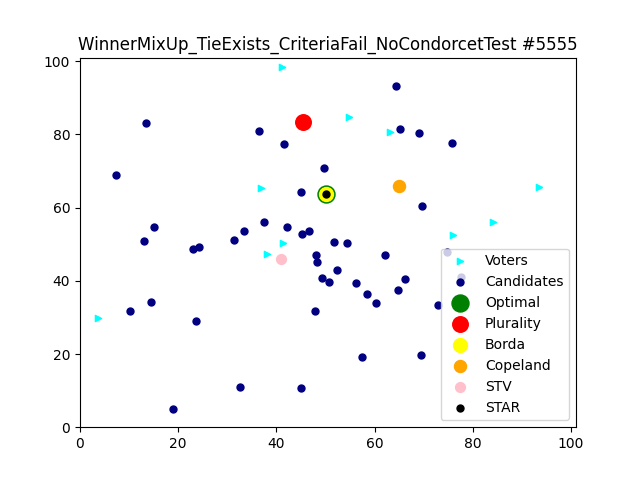 WinnerMixUp_TieExists_CriteriaFail_NoCondorcetTest #5555
100
80
60
40
20
0
0 20 40 60 80 100
Voters
Candidates
Optimal
Plurality
Borda
Copeland
STV
STAR